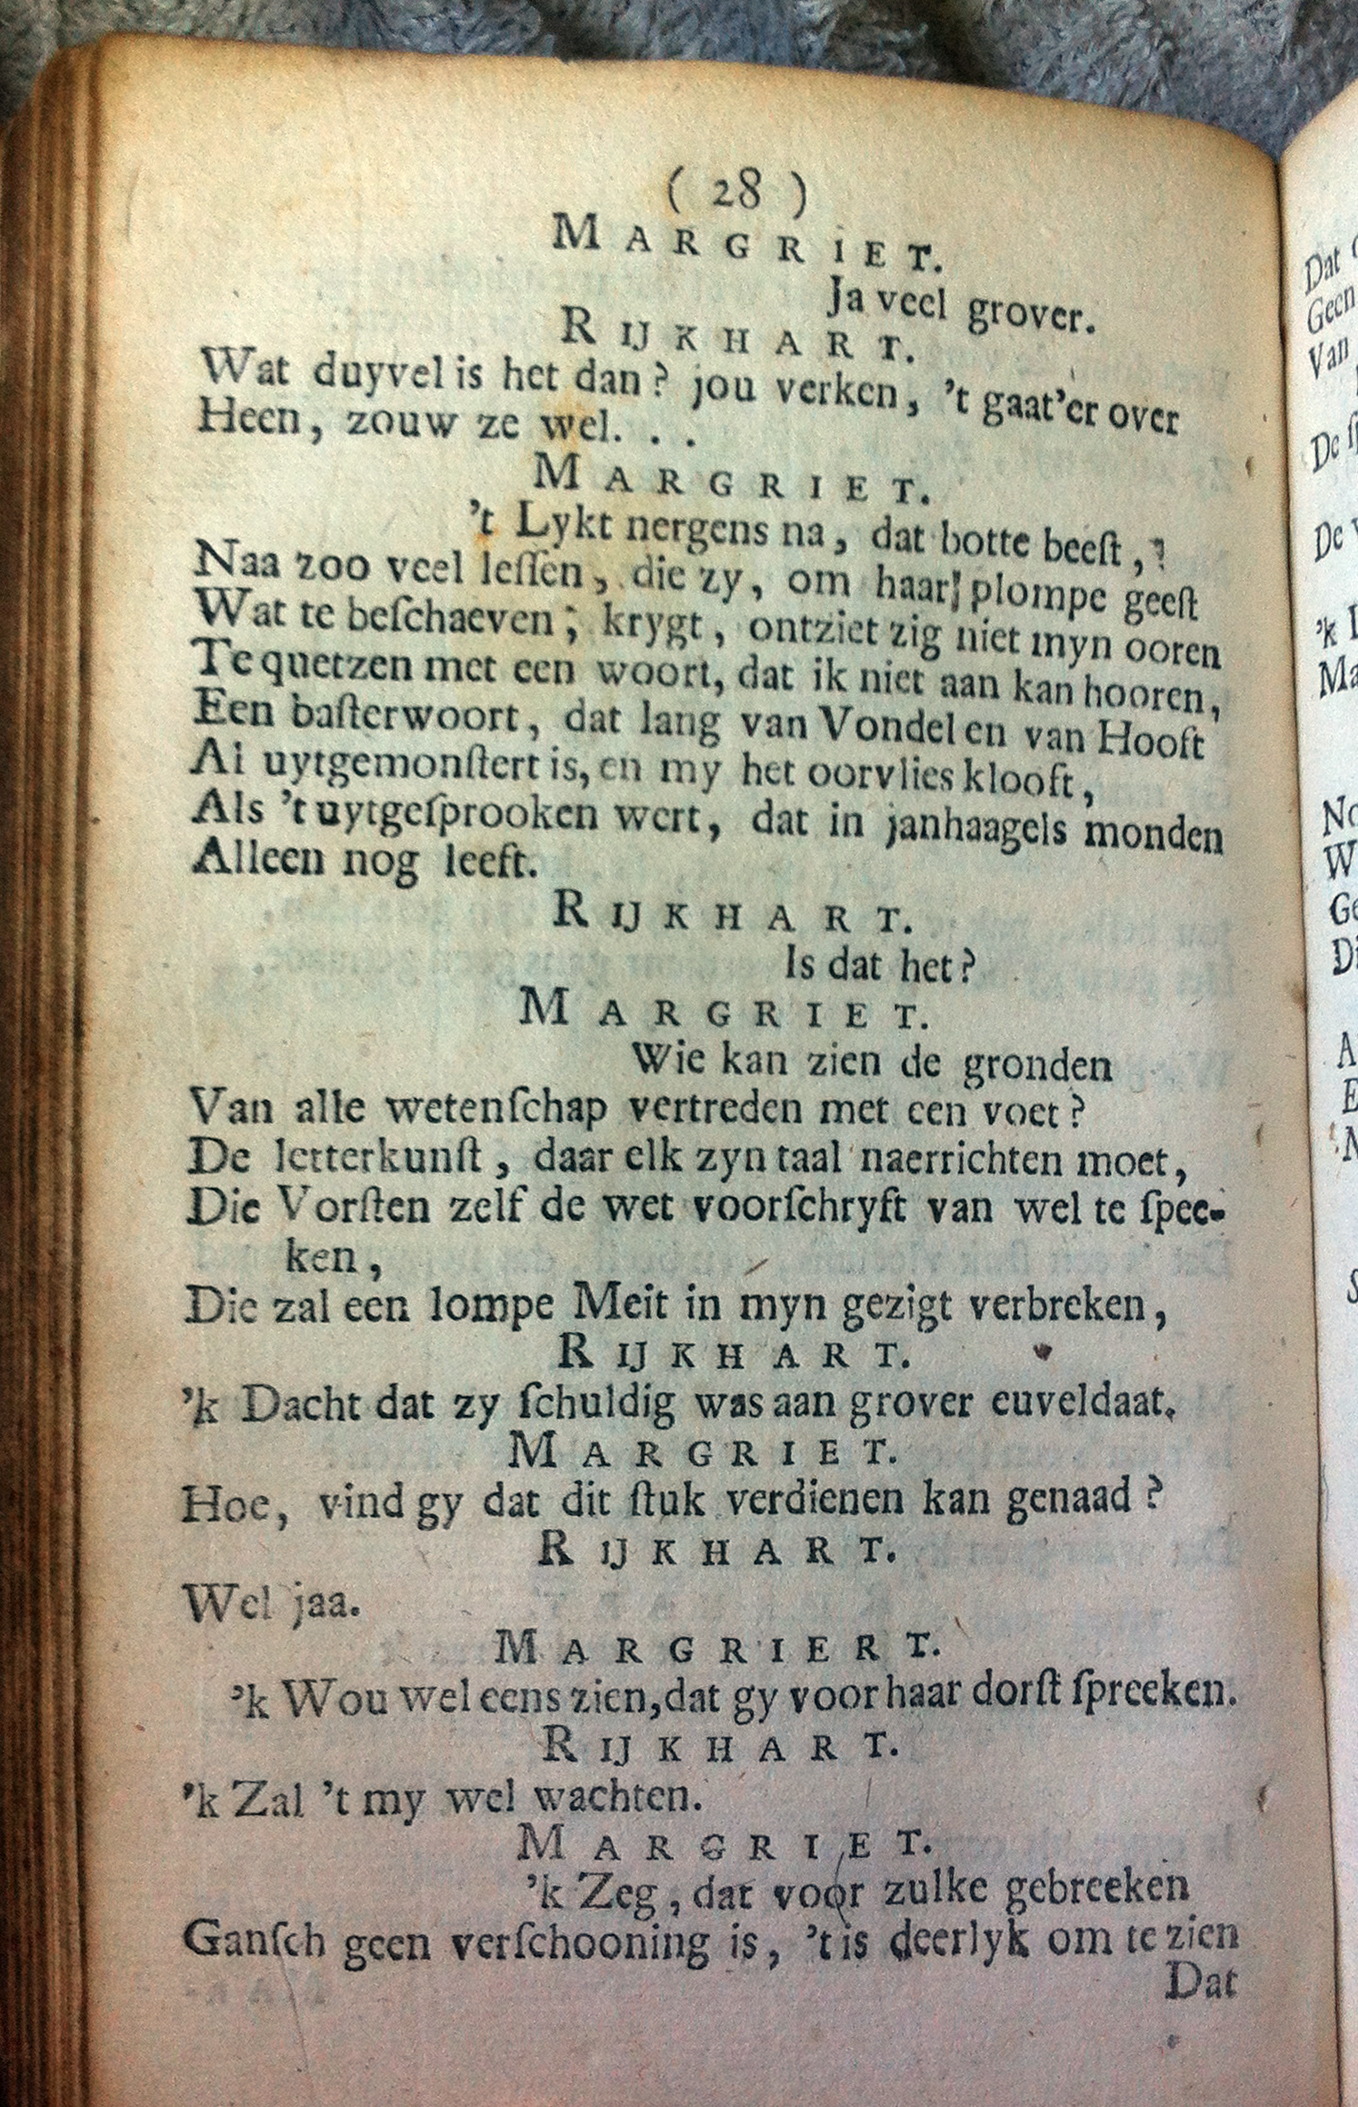 ( 28 )
MARGRIET.
Ja veel grover.
RIJKHART.
Wat duyvel is het dan? jou verken, 't gaat'er over
Heen, zouw ze wel. . .
MARGRIET.
't Lykt nergens na, dat botte beeſt,
Naa zoo veel leſſen, die zy, om haar plompe geeſt
Wat te beſchaeven; krygt, ontziet zig niet myn ooren
Te quetzen met een woort, dat ik niet aan kan hooren,
Een baſterwoort, dat lang van Vondel en van Hooft
Al uytgemonſtert is, en my het oorvlies klooft,
Als 't uytgeſprooken wert, dat in janhaagels monden
Alleen nog leeft.
RIJKHART.
Is dat het?
MARGRIET.
Wie kan zien de gronden
Van alle wetenſchap vertreden met een voet?
De letterkunſt, daar elk zyn taal naerrichten moet,
Die Vorſten zelf de wet voorſchryft van wel te ſpee-
ken,
Die zal een lompe Meit in myn gezigt verbreken,
RIJKHART.
'k Dacht dat zy ſchuldig was aan grover euveldaat.
MARGRIET.
Hoe, vind gy dat dit ſtuk verdienen kan genaad?
RIJKHART.
Wel jaa.
MARGRIERT.
'k Wou wel eens zien, dat gy voor haar dorſt ſpreeken.
RIJKHART.
'k Zal 't my wel wachten.
MARGRIET.
'k Zeg, dat voor zulke gebreeken
Ganſch geen verſchooning is, 't is deerlyk om te zien
Dat
Dat
Geen
Van
De
De
'k